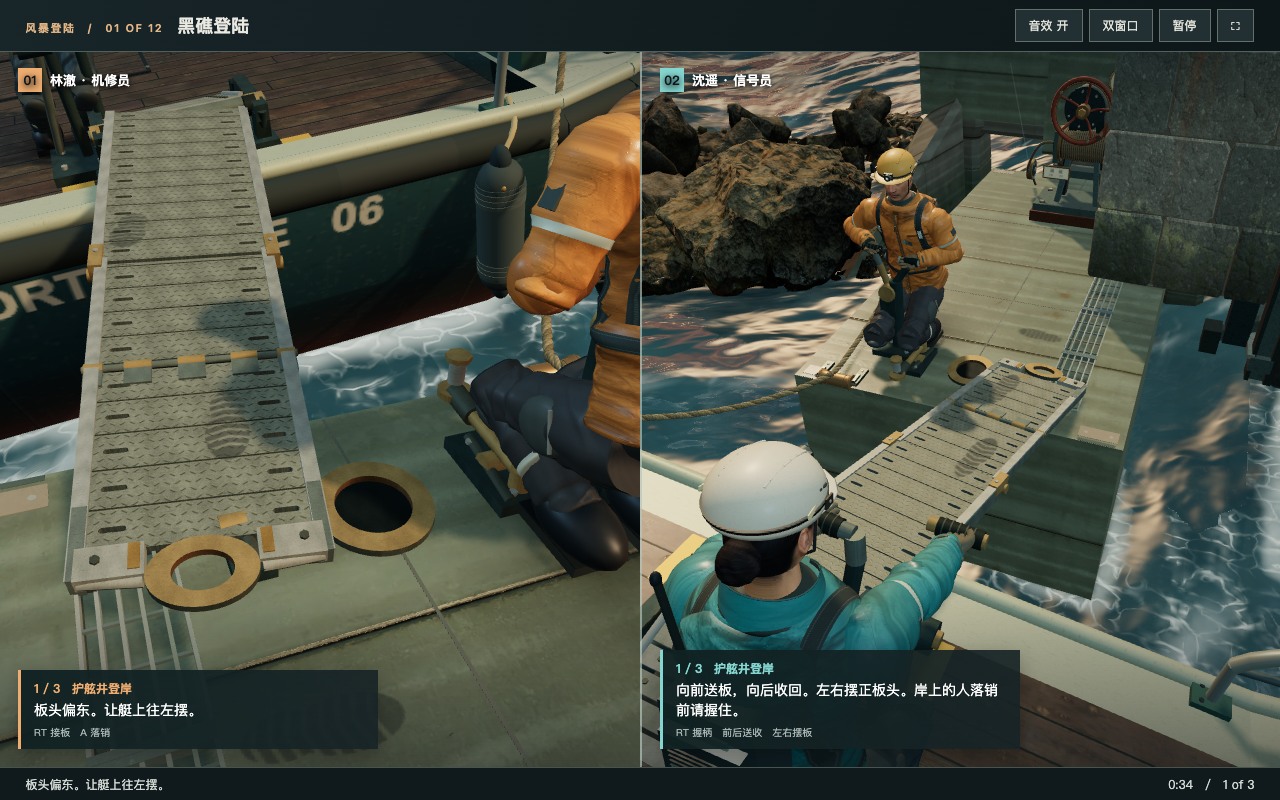 风暴登陆 / 01 OF 12 黑礁登陆
音效 开
双窗口
暂停
01 林澈 · 机修员
02 沈遥 · 信号员
06
1 / 3 护舷井登岸
板头偏东。让艇上往左摆。
RT 接板 A 落销
1 / 3 护舷井登岸
向前送板，向后收回。左右摆正板头。岸上的人落销
前请握住。
RT 握柄 前后送收 左右摆板
板头偏东。让艇上往左摆。
0:34 / 1 of 3